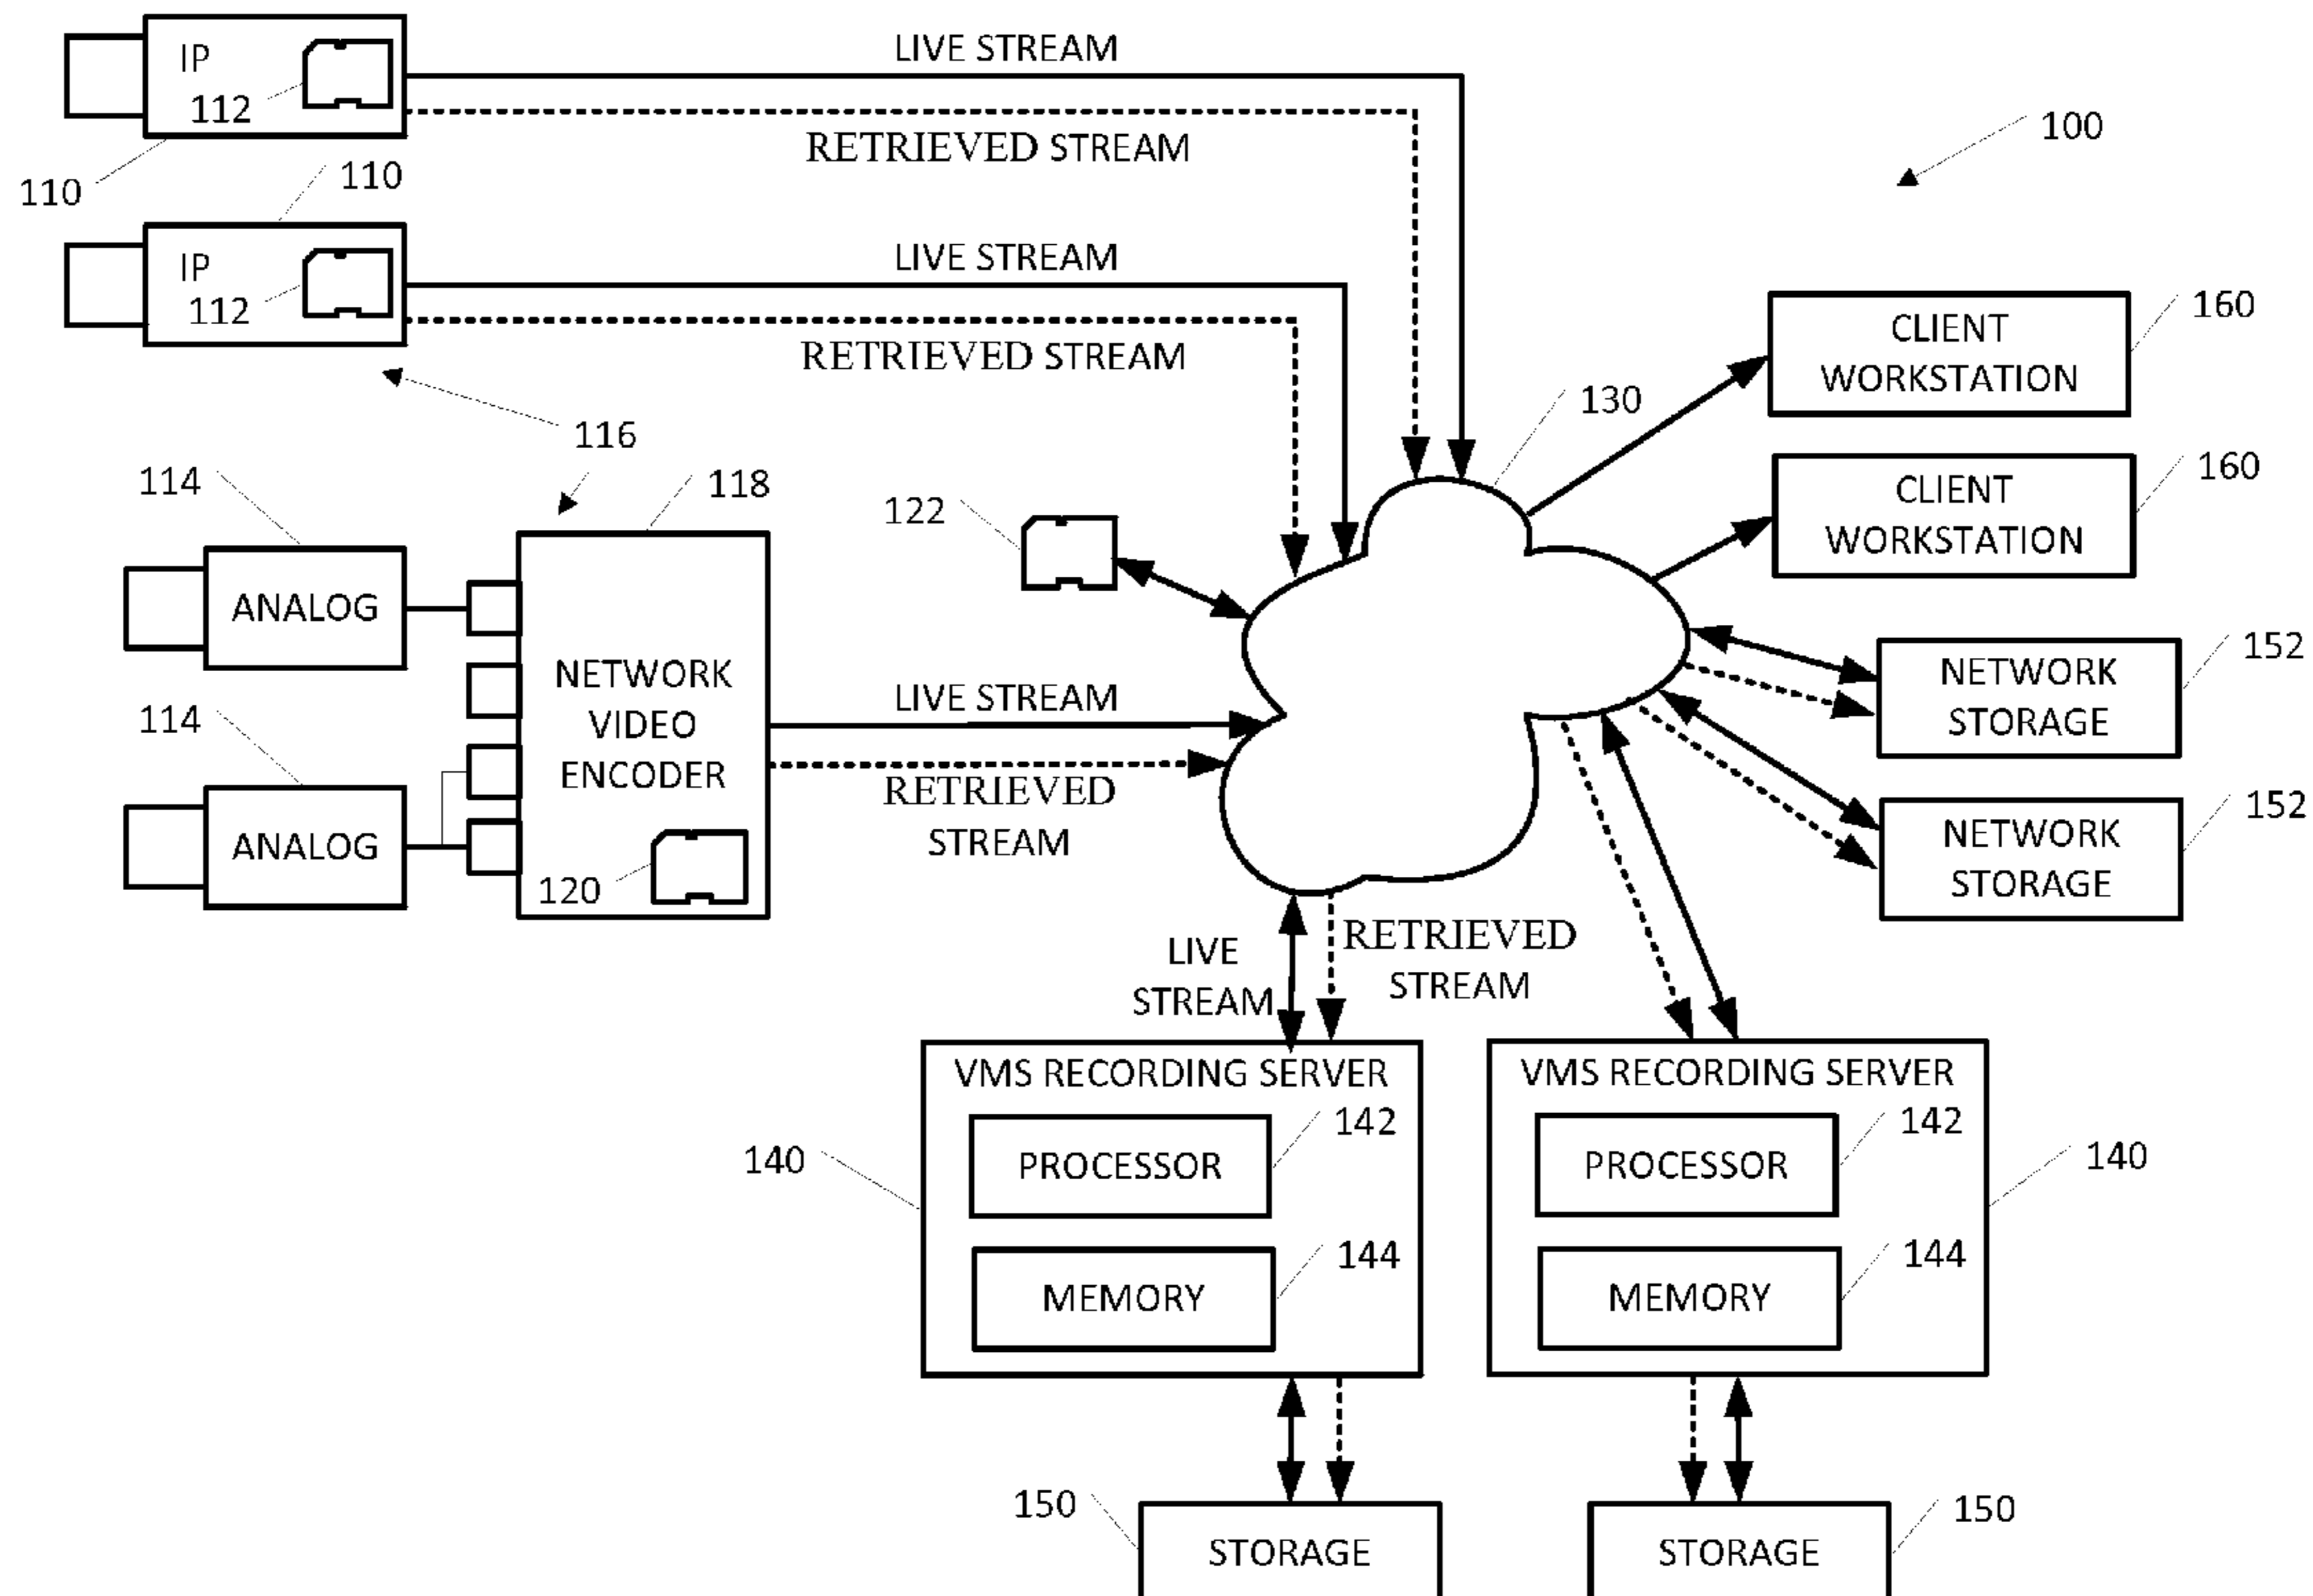 IP
112
LIVE STREAM
RETRIEVED STREAM
100
110
110
IP
112
LIVE STREAM
RETRIEVED STREAM
CLIENT
WORKSTATION
160
130
116
114
118
122
CLIENT
WORKSTATION
160
ANALOG
NETWORK
VIDEO
ENCODER
LIVE STREAM
RETRIEVED
STREAM
NETWORK
STORAGE
152
114
ANALOG
120
NETWORK
STORAGE
152
LIVE
STREAM
RETRIEVED
STREAM
VMS RECORDING SERVER
142
PROCESSOR
140
144
MEMORY
VMS RECORDING SERVER
142
PROCESSOR
140
144
MEMORY
150
STORAGE
STORAGE
150